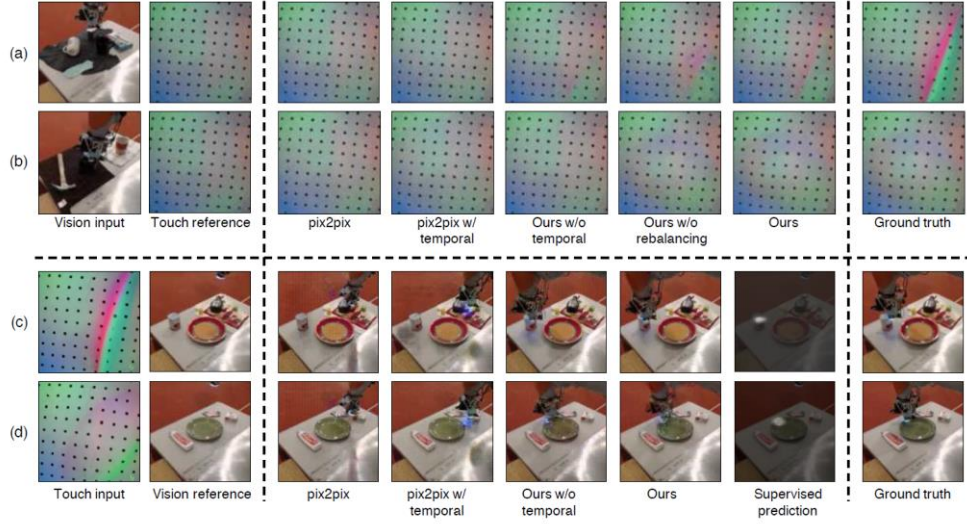 (a)
(b)
Vision input
Touch reference
pix2pix
pix2pix w/
temporal
Ours w/o
temporal
Ours w/o
rebalancing
Ours
Ground truth
(c)
(d)
Touch input
Vision reference
pix2pix
pix2pix w/
temporal
Ours w/o
temporal
Ours
Supervised
prediction
Ground truth